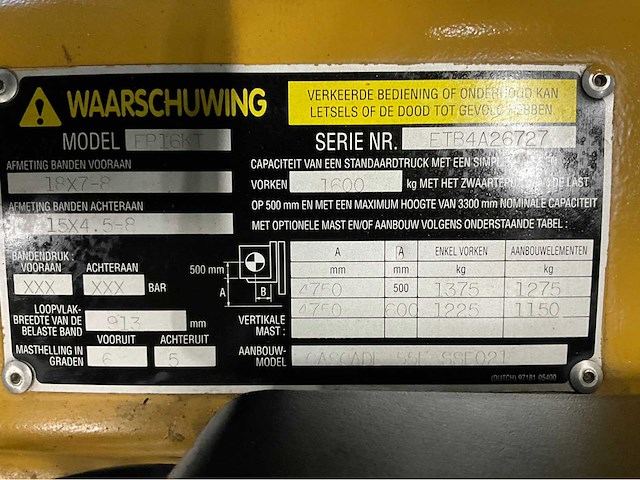 WAARSCHUWING
VERKEERDE BEDIENING OF ONDERHOUD KAN
LETSELS OF DE DOOD TOT GEVOLG HEBBEN.
MODEL FP16KT
SERIE NR. ETB4A26727
AFMETING BANDEN VOORAAN
18X7-8
AFMETING BANDEN ACHTERAAN
15X4.5-8
CAPACITEIT VAN EEN STANDAARDTRUCK MET EEN
VORKEN 1600 kg MET HET ZWAARTEPUNT DE LAST
OP 500 mm EN MET EEN MAXIMUM HOOGTE VAN 3300 mm NOMINALE CAPACITEIT
MET OPTIONELE MAST EN/OF AANBOUW VOLGENS ONDERSTAANDE TABEL :
BANDENDRUK :
VOORAAN ACHTERAAN
XXX XXX BAR
LOOPVLAK-
BREEDTE VAN DE 913 mm
BELASTE BAND
MASTHELLING IN VOORUIT ACHTERUIT
GRADEN 6 5
500 mm
A
B
VERTIKALE
MAST :
A A ENKEL VORKEN AANBOUWELEMENTEN
mm mm kg kg
4750 500 1375 1275
4750 600 1225 1150
AANBOUW-
MODEL CASCADE 55F
(DUTCH) 97181 05400